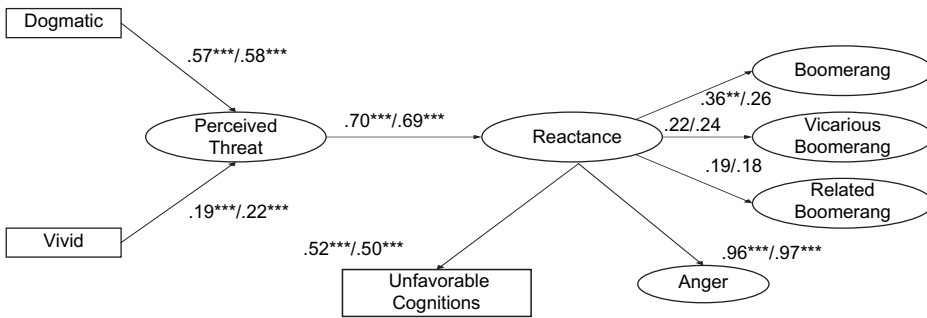 Dogmatic
.57***/.58***
Boomerang
.36**/.26
Perceived
Threat
.70***/.69***
Reactance
.22/.24
Vicarious
Boomerang
.19/.18
.19***/.22***
Related
Boomerang
Vivid
.52***/.50***
.96***/.97***
Unfavorable
Cognitions
Anger